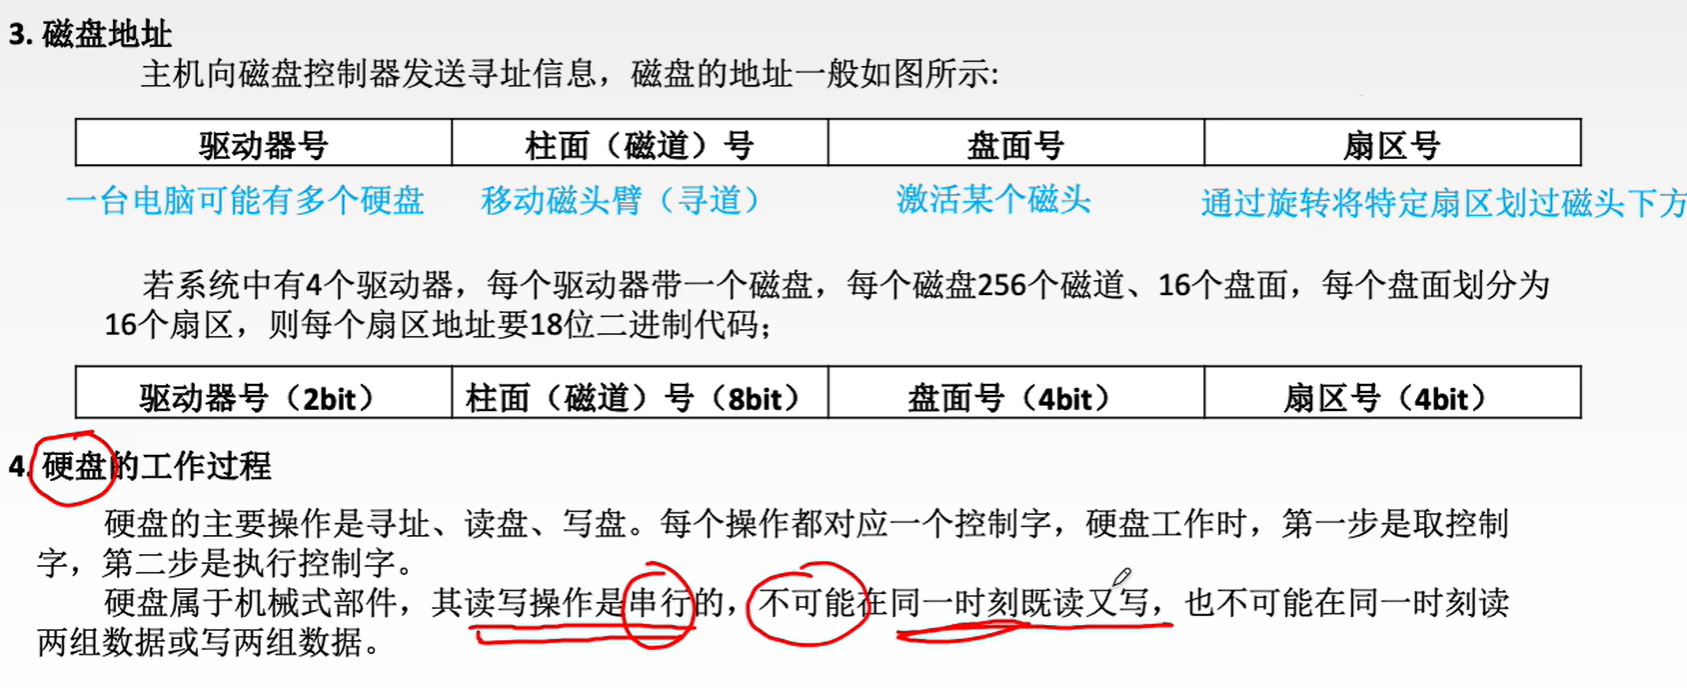 3. 磁盘地址
主机向磁盘控制器发送寻址信息，磁盘的地址一般如图所示:
驱动器号 柱面（磁道）号 盘面号 扇区号
一台电脑可能有多个硬盘 移动磁头臂（寻道） 激活某个磁头 通过旋转将特定扇区划过磁头下方
若系统中有4个驱动器，每个驱动器带一个磁盘，每个磁盘256个磁道、16个盘面，每个盘面划分为
16个扇区，则每个扇区地址要18位二进制代码；
驱动器号（2bit） 柱面（磁道）号（8bit） 盘面号（4bit） 扇区号（4bit）
4. 硬盘的工作过程
硬盘的主要操作是寻址、读盘、写盘。每个操作都对应一个控制字，硬盘工作时，第一步是取控制
字，第二步是执行控制字。
硬盘属于机械式部件，其读写操作是串行的，不可能在同一时刻既读又写，也不可能在同一时刻读
两组数据或写两组数据。